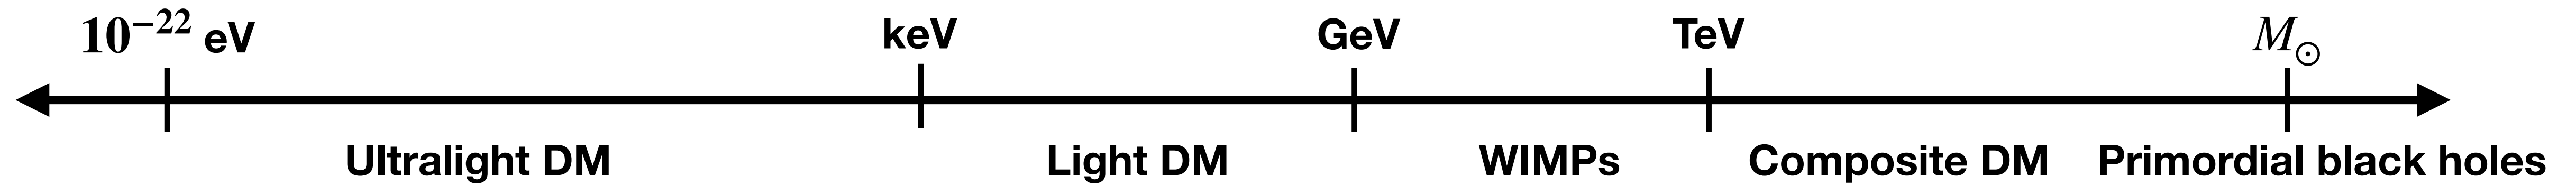 10⁻²² eV keV GeV TeV M☉
Ultralight DM Light DM WIMPs Composite DM Primordial black holes